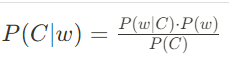 P(C|w) = P(w|C)·P(w) / P(C)